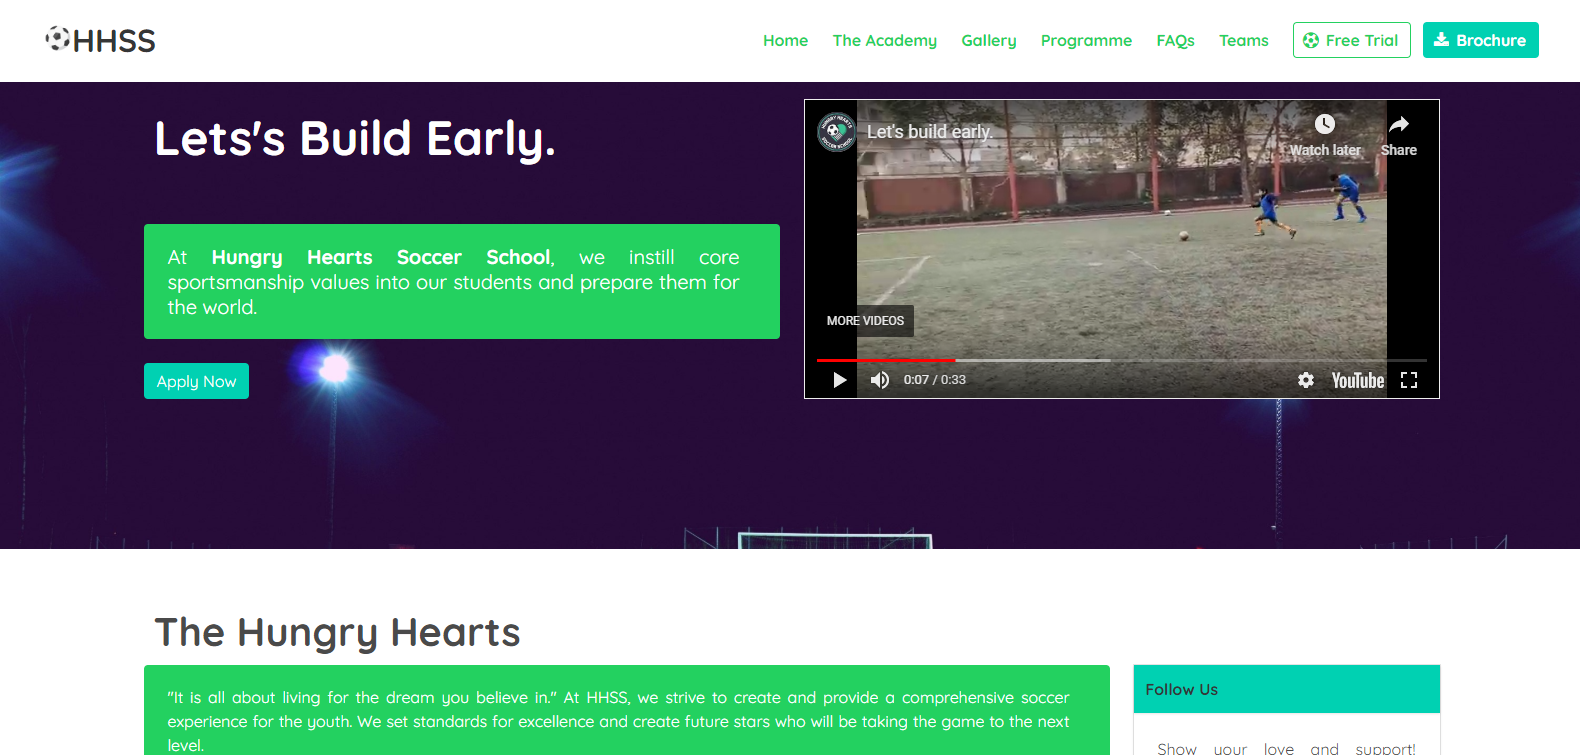 HHSS
Home The Academy Gallery Programme FAQs Teams Free Trial Brochure
Lets's Build Early.
At Hungry Hearts Soccer School, we instill core
sportsmanship values into our students and prepare them for
the world.
Apply Now
HUNGRY HEARTS
SOCCER SCHOOL
Let's build early.
Watch later
Share
MORE VIDEOS
0:07 / 0:33
YouTube
The Hungry Hearts
"It is all about living for the dream you believe in." At HHSS, we strive to create and provide a comprehensive soccer
experience for the youth. We set standards for excellence and create future stars who will be taking the game to the next
level.
Follow Us
Show your love and support!